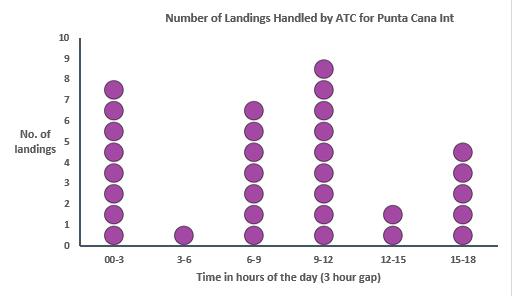 Number of Landings Handled by ATC for Punta Cana Int
10
9
8
7
6
5
4
3
2
1
0
No. of
landings
00-3 3-6 6-9 9-12 12-15 15-18
Time in hours of the day (3 hour gap)